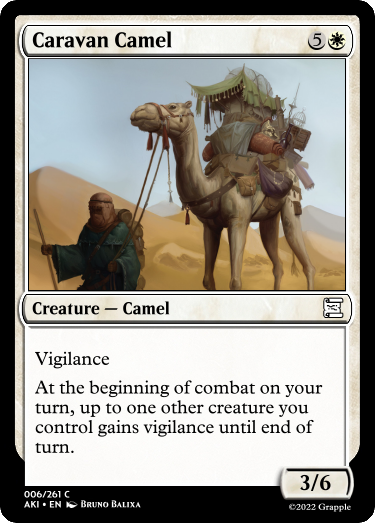 Caravan Camel 5
Creature — Camel
Vigilance
At the beginning of combat on your
turn, up to one other creature you
control gains vigilance until end of
turn.
3/6
006/261 C
AKI • EN Bruno Balixa
©2022 Grapple